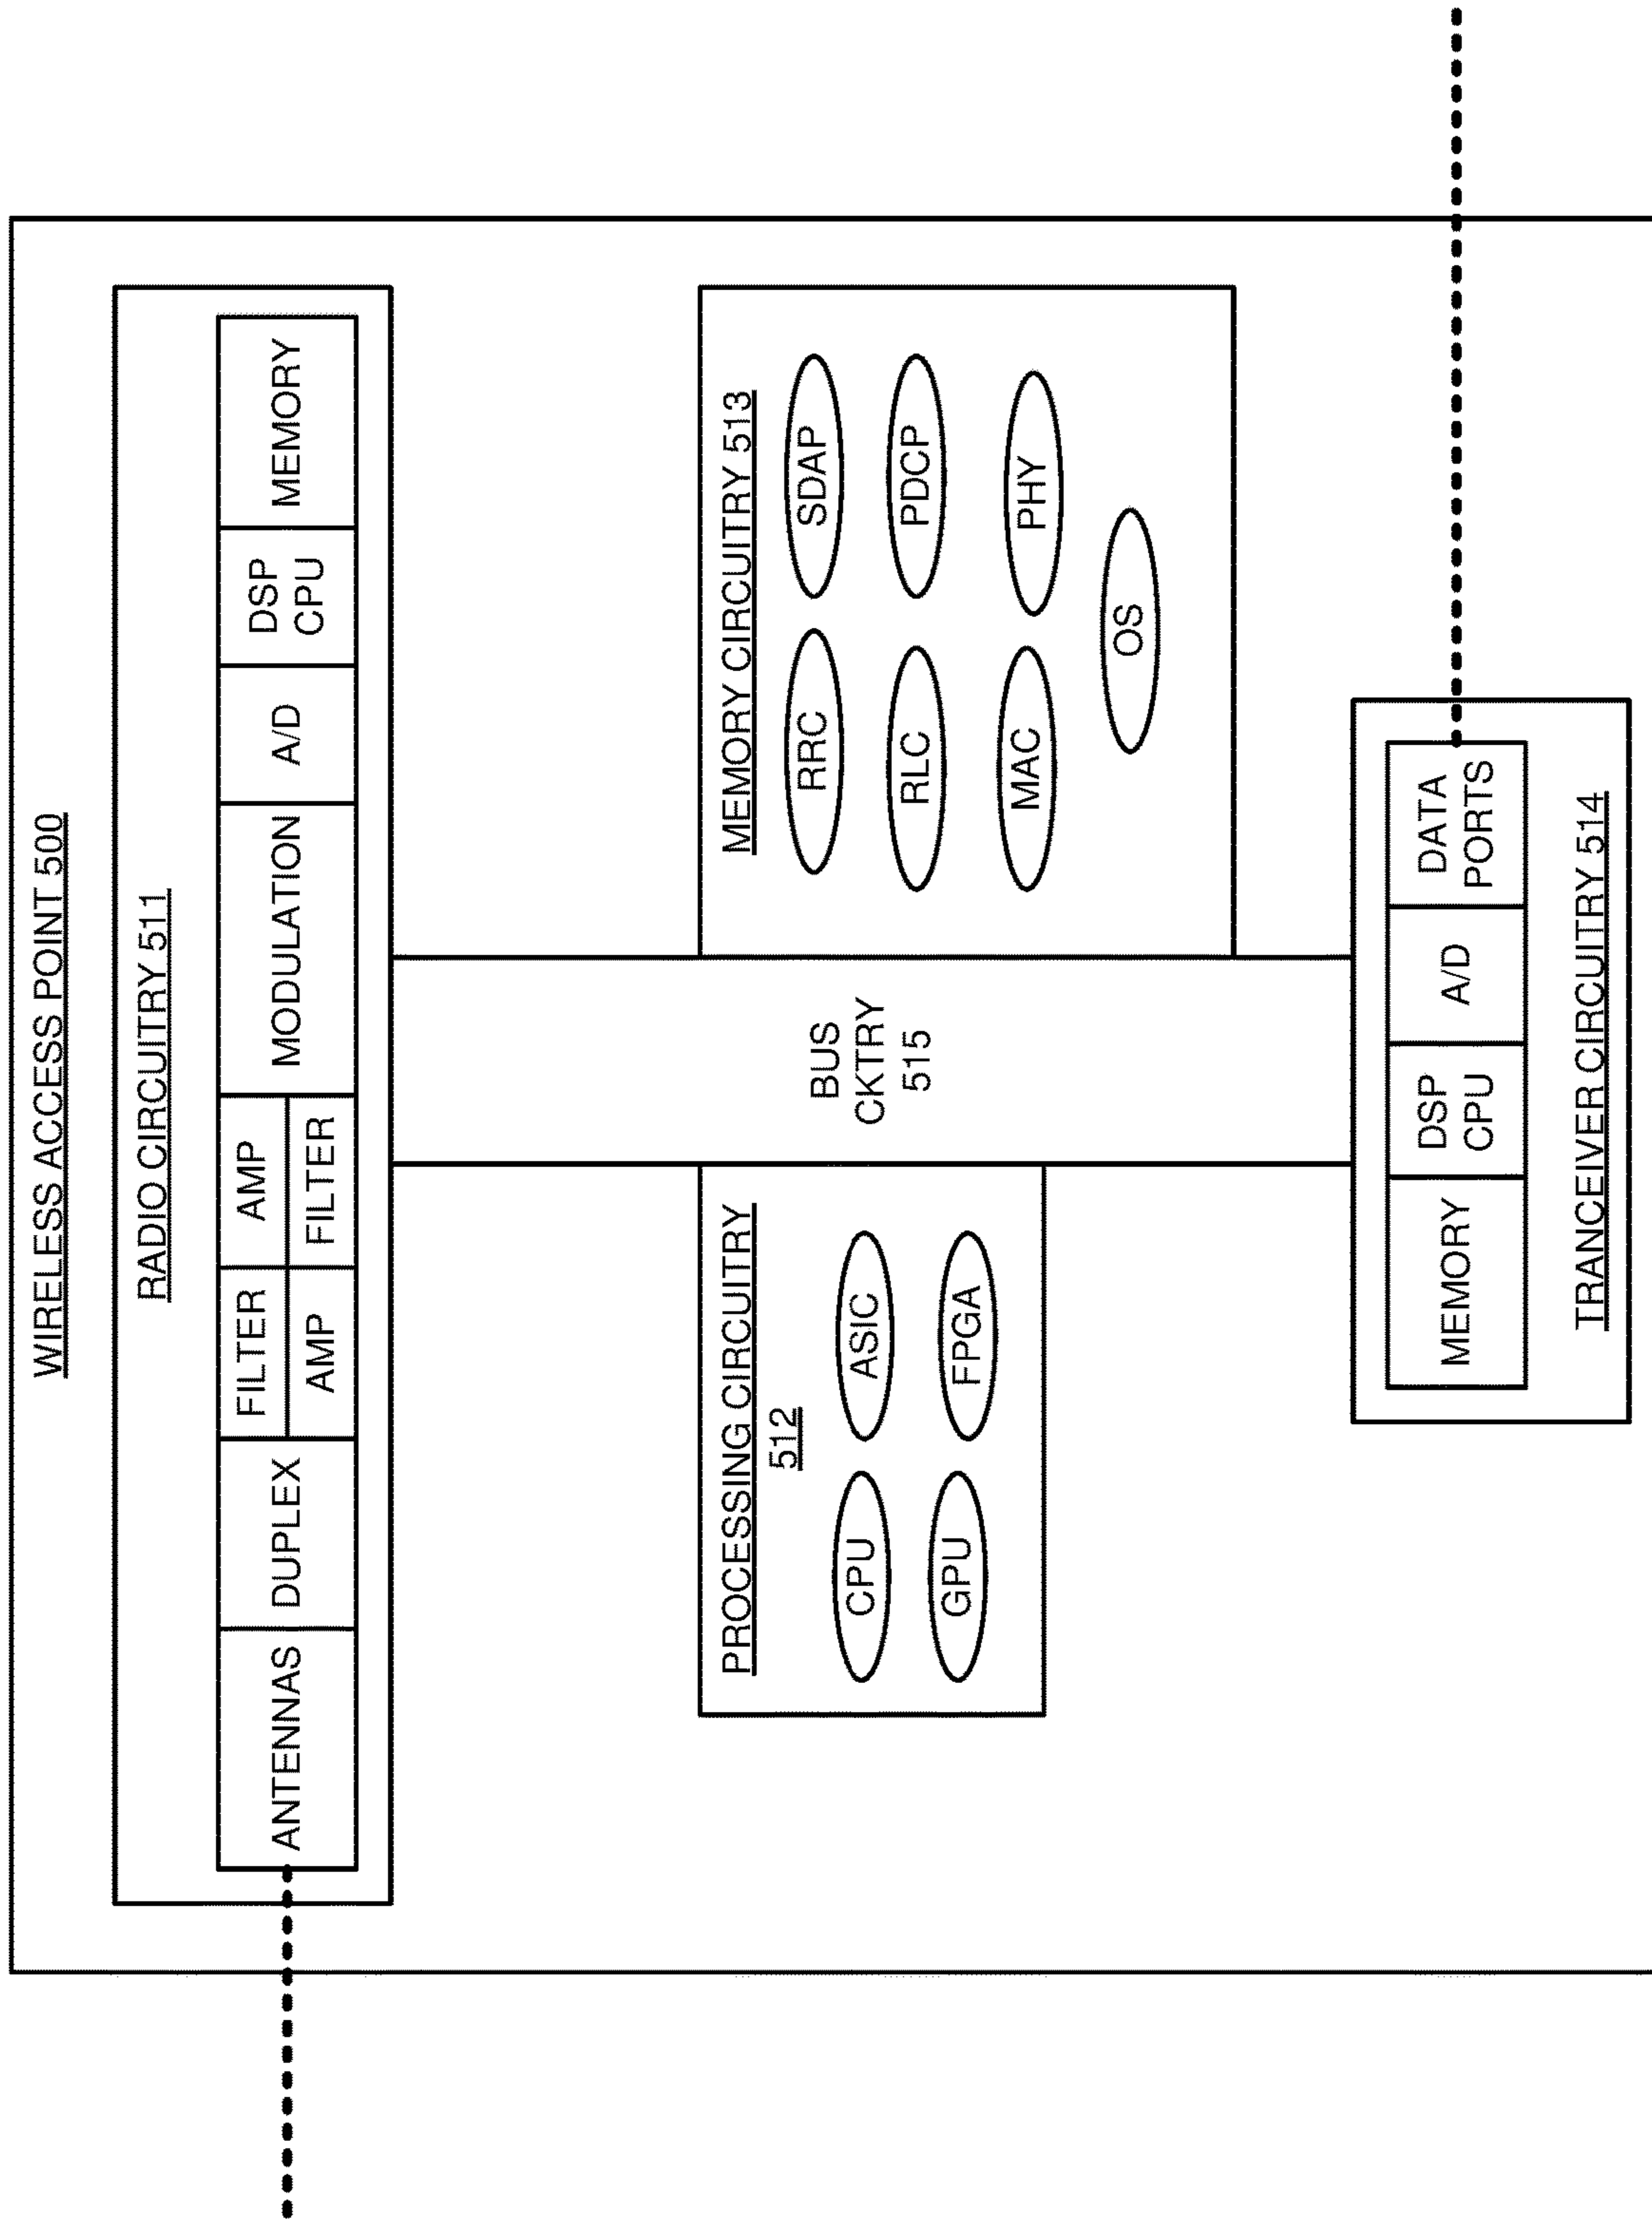 WIRELESS ACCESS POINT 500
RADIO CIRCUITRY 511
ANTENNAS
DUPLEX
FILTER
AMP
AMP
FILTER
MODULATION
A/D
DSP
CPU
MEMORY
PROCESSING CIRCUITRY
512
CPU
ASIC
GPU
FPGA
BUS
CKTRY
515
MEMORY CIRCUITRY 513
RRC
SDAP
RLC
PDCP
MAC
PHY
OS
MEMORY
DSP
CPU
A/D
DATA
PORTS
TRANCEIVER CIRCUITRY 514